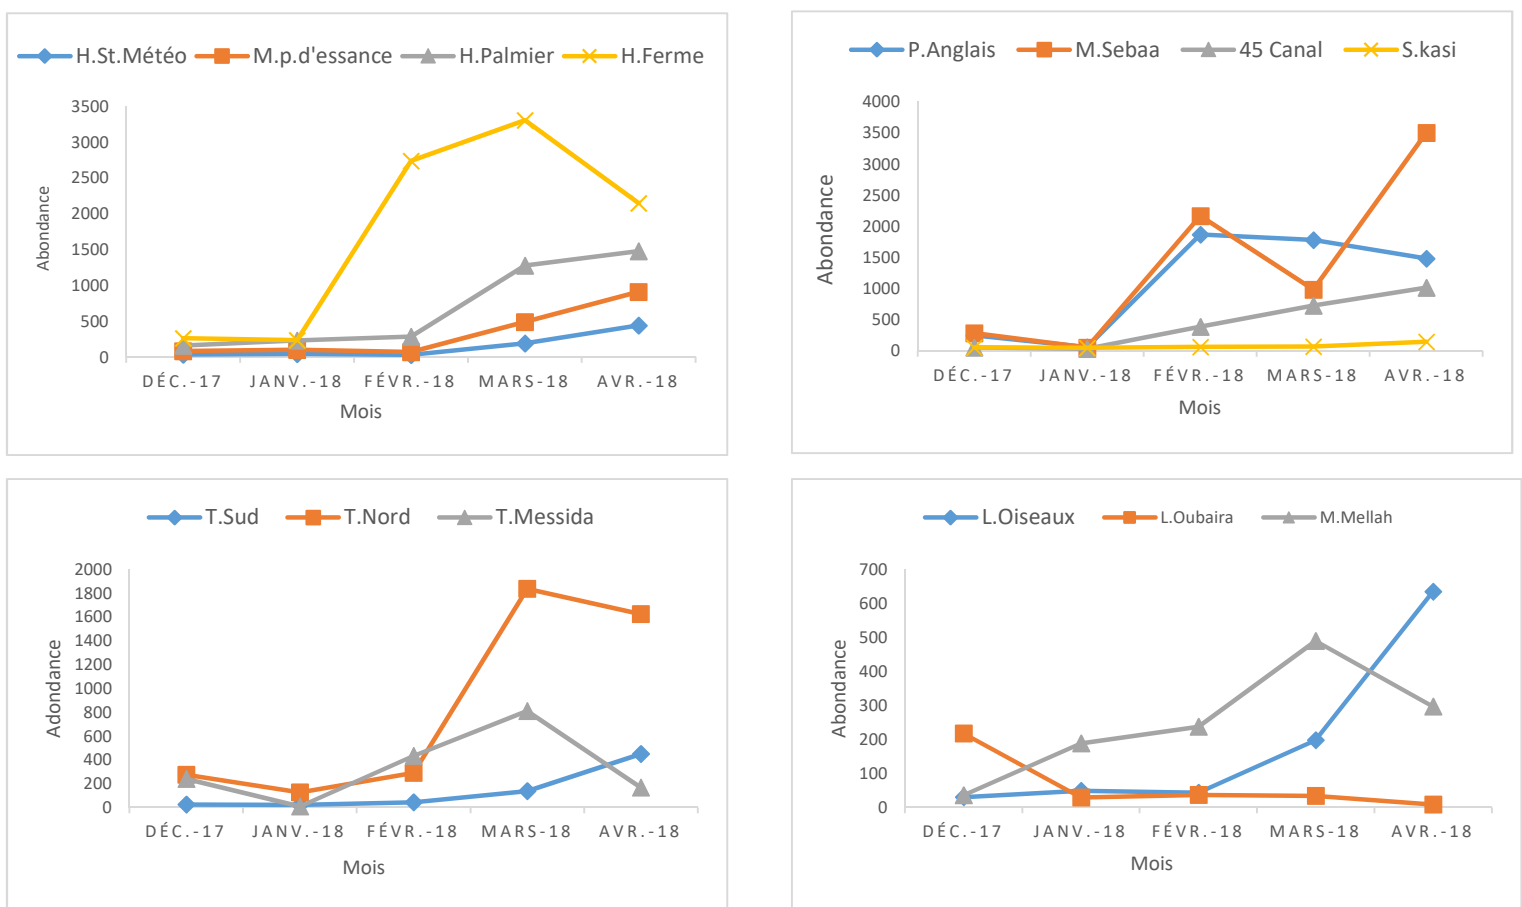 H.St.Météo M.p.d'essance H.Palmier H.Ferme
3500
3000
2500
2000
1500
1000
500
0
Abondance
DÉC.-17 JANV.-18 FÉVR.-18 MARS-18 AVR.-18
Mois
P.Anglais M.Sebaa 45 Canal S.kasi
4000
3500
3000
2500
2000
1500
1000
500
0
Abondance
DÉC.-17 JANV.-18 FÉVR.-18 MARS-18 AVR.-18
Mois
T.Sud T.Nord T.Messida
2000
1800
1600
1400
1200
1000
800
600
400
200
0
Adondance
DÉC.-17 JANV.-18 FÉVR.-18 MARS-18 AVR.-18
Mois
L.Oiseaux L.Oubaira M.Mellah
700
600
500
400
300
200
100
0
Abondance
DÉC.-17 JANV.-18 FÉVR.-18 MARS-18 AVR.-18
Mois